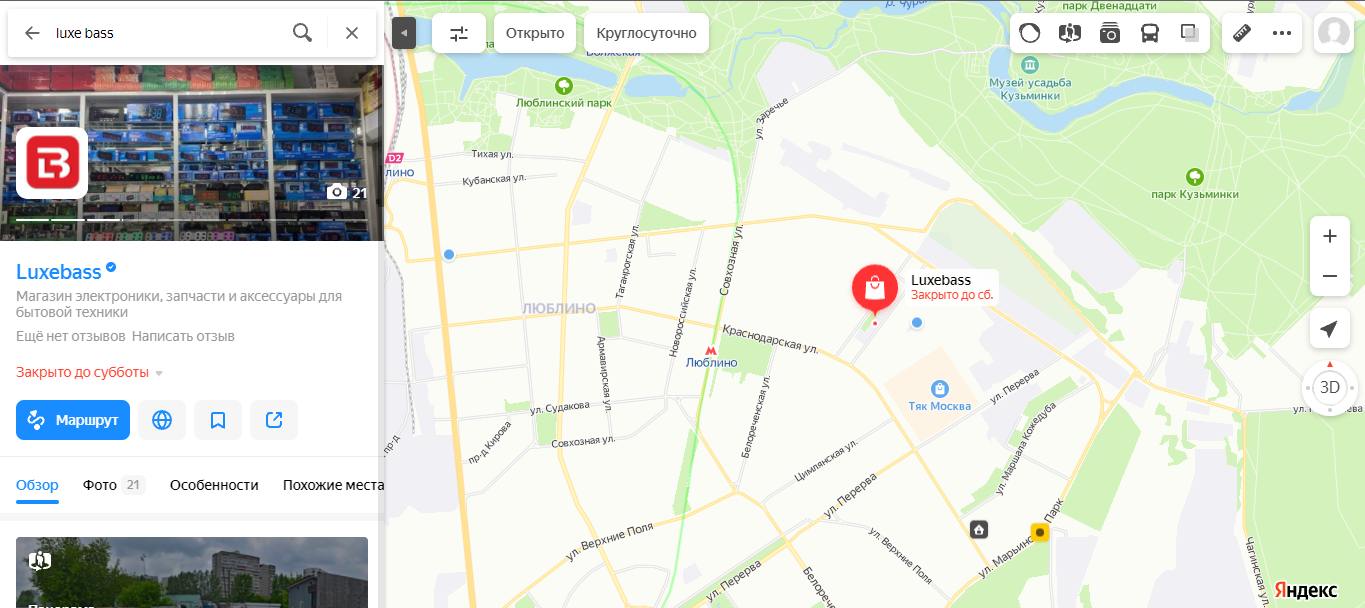 luxe bass
Открыто
Круглосуточно
21
Luxebass
Магазин электроники, запчасти и аксессуары для
бытовой техники
Ещё нет отзывов Написать отзыв
Закрыто до субботы
Маршрут
Обзор
Фото 21
Особенности
Похожие места
парк Двенадцати
Волжская
Люблинский парк
ул. Заречье
Музей усадьба
Кузьминки
парк Кузьминки
D2
лино
Тихая ул.
Кубанская ул.
Таганрогская ул.
Совхозная ул.
Новороссийская ул.
ЛЮБЛИНО
Luxebass
Закрыто до сб.
Краснодарская ул.
Люблино
Армавирская ул.
Белореченская ул.
Тяк Москва
ул. Перерва
ул. Судакова
Совхозная ул.
пр-д Кирова
пр-д
Цимлянская ул.
ул. Маршала Кожедуба
ул. Перерва
ул. Верхние Поля
ул. Верхние Поля
ул. Перерва
ул. Марьинский Парк
Чагинская ул.
3D
Яндекс